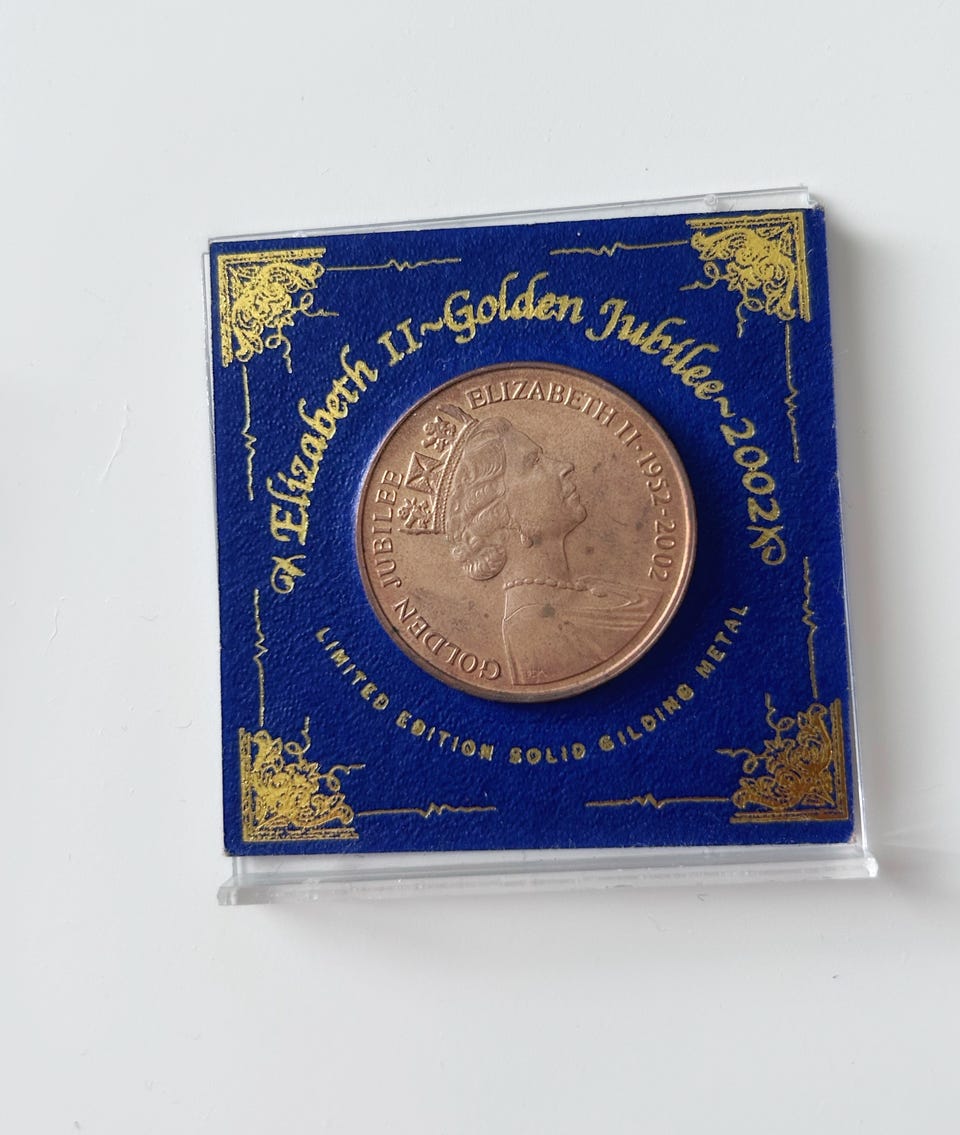 Elizabeth II~Golden Jubilee~2002
GOLDEN JUBILEE ELIZABETH II·1952-2002
LIMITED EDITION SOLID GILDING METAL